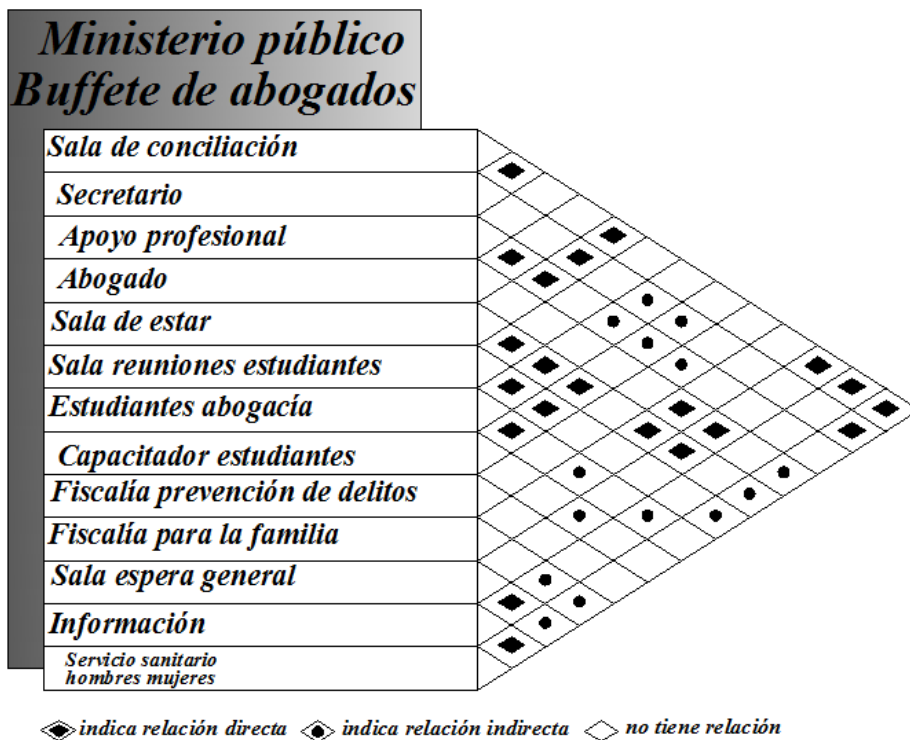 Ministerio público
Buffete de abogados
Sala de conciliación
Secretario
Apoyo profesional
Abogado
Sala de estar
Sala reuniones estudiantes
Estudiantes abogacía
Capacitador estudiantes
Fiscalía prevención de delitos
Fiscalía para la familia
Sala espera general
Información
Servicio sanitario
hombres mujeres
indica relación directa indica relación indirecta no tiene relación